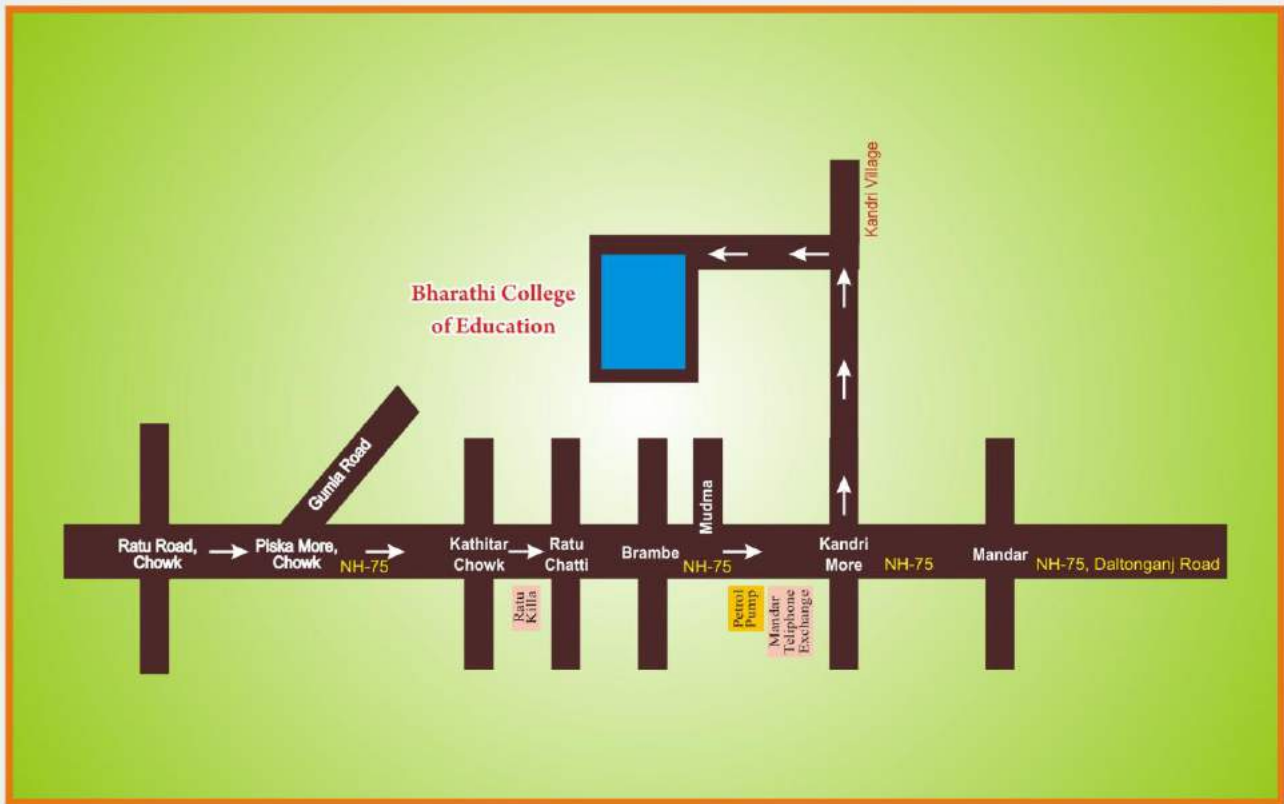 Kandri Village
Bharathi College
of Education
Gumla Road
Mudma
Ratu Road,
Chowk
Piska More,
Chowk
NH-75
Kathitar
Chowk
Ratu
Chatti
Brambe
NH-75
Kandri
More
NH-75
Mandar
NH-75, Daltonganj Road
Ratu
Killa
Petrol
Pump
Mandar
Teliphone
Exchange